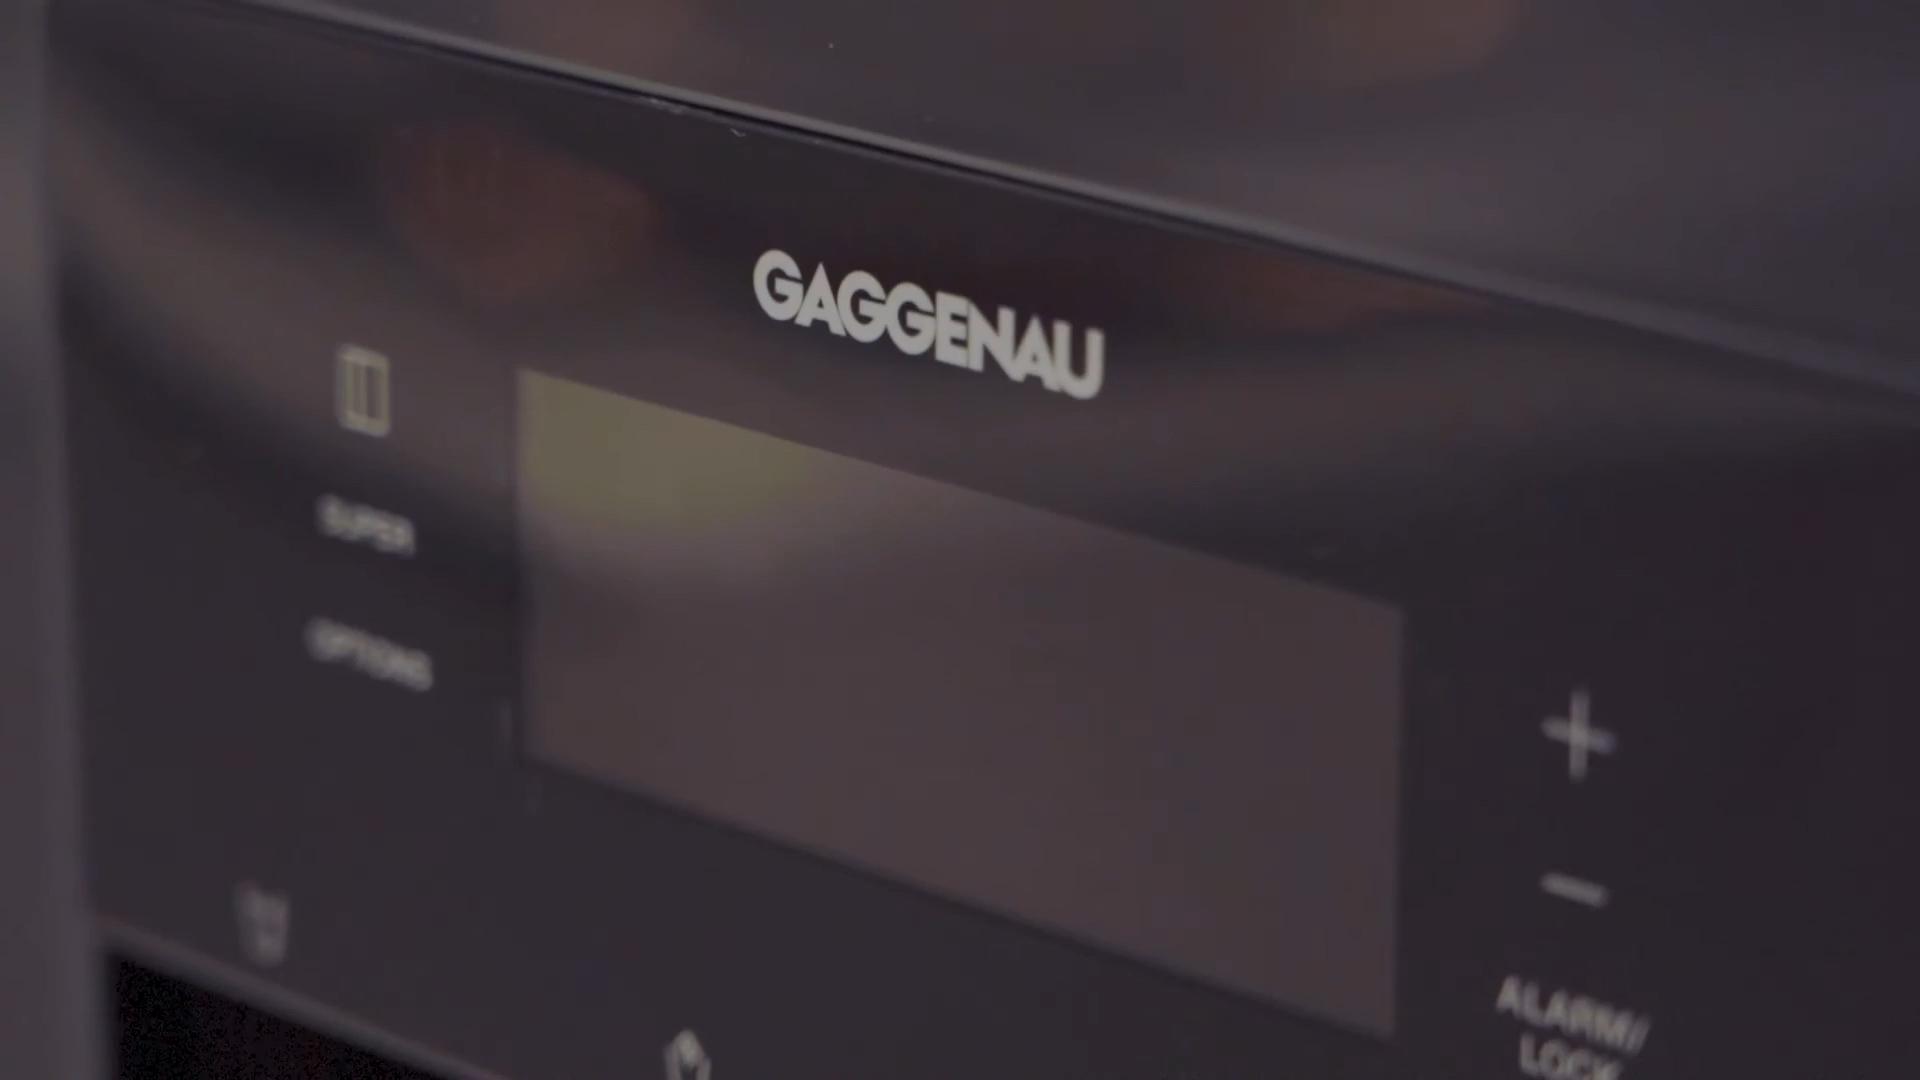 GAGGENAU
SUPER
OPTIONS
+
−
ALARM/
LOCK